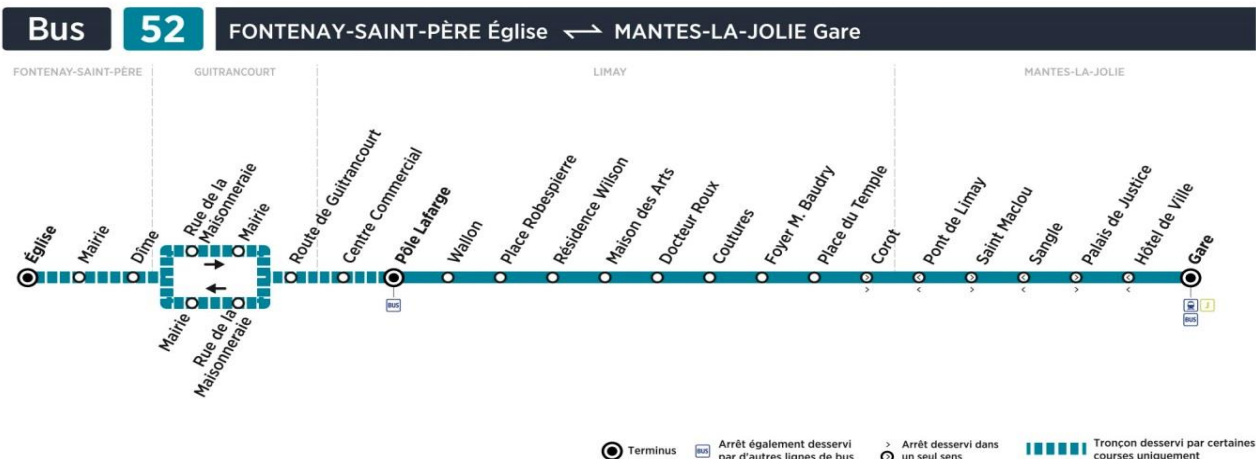 Bus 52 FONTENAY-SAINT-PÈRE Église MANTES-LA-JOLIE Gare
FONTENAY-SAINT-PÈRE GUITRANCOURT LIMAY MANTES-LA-JOLIE
Église
Mairie
Dîme
Rue de la
Maisonneraie
Mairie
Mairie
Rue de la
Maisonneraie
Route de Guitrancourt
Centre Commercial
Pôle Lafarge
Wallon
Place Robespierre
Résidence Wilson
Maison des Arts
Docteur Roux
Coutures
Foyer M. Baudry
Place du Temple
Corot
Pont de Limay
Saint Maclou
Sangle
Palais de Justice
Hôtel de Ville
Gare
BUS
J
BUS
Terminus
BUS
Arrêt également desservi
par d'autres lignes de bus
Arrêt desservi dans
un seul sens
Tronçon desservi par certaines
courses uniquement